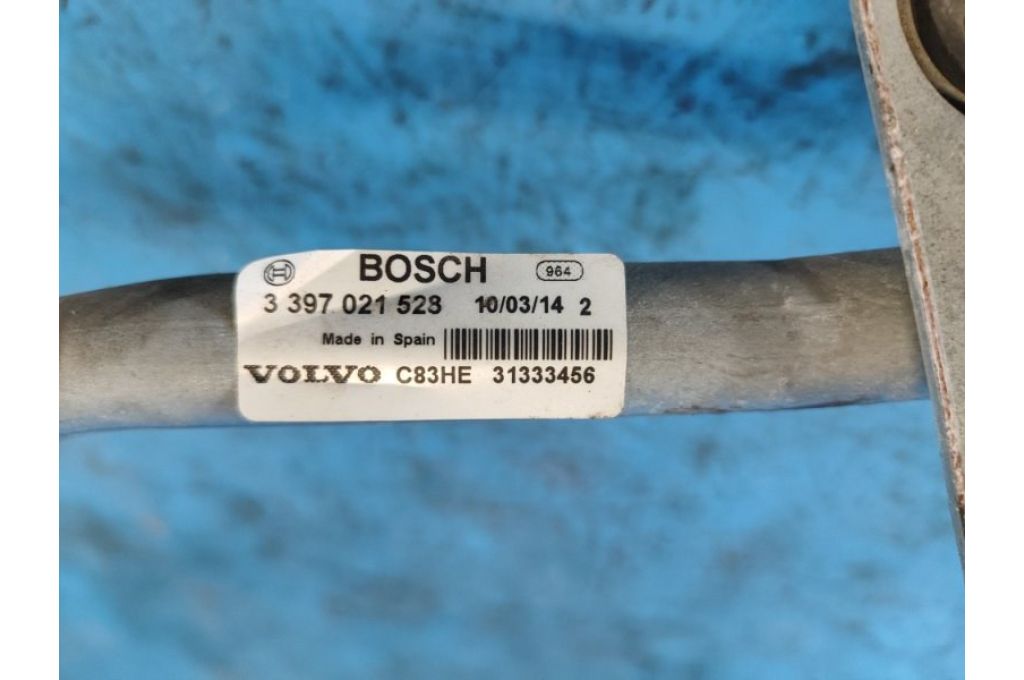 BOSCH 964
3 397 021 528 10/03/14 2
Made in Spain
VOLVO C83HE 31333456